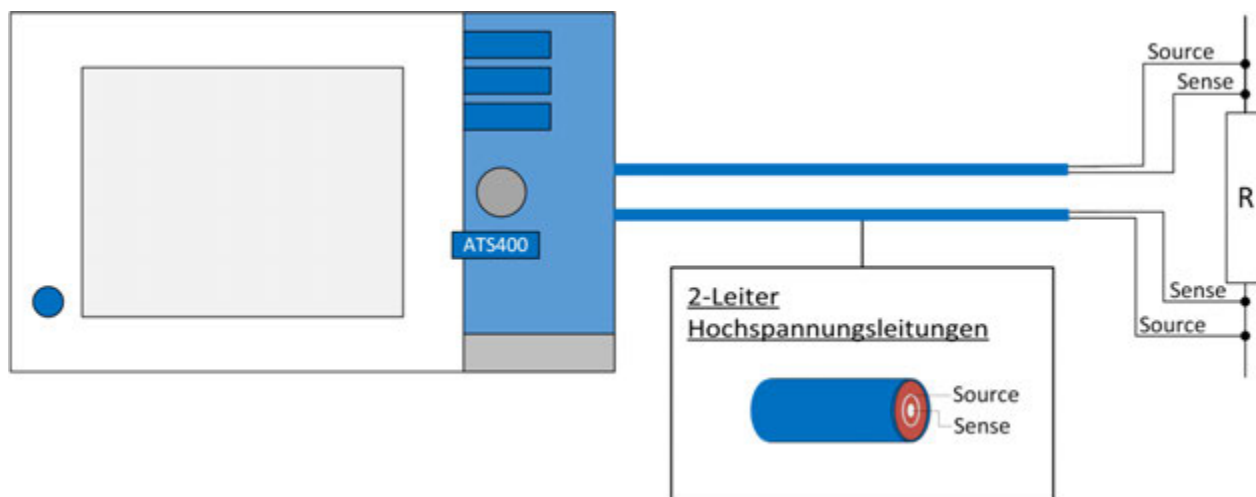 Source
Sense
R
ATS400
Sense
Source
2-Leiter
Hochspannungsleitungen
Source
Sense